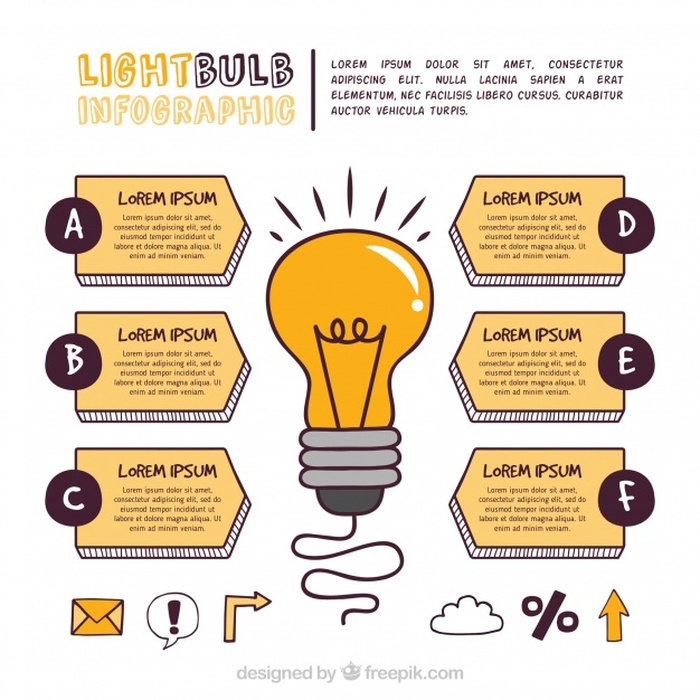 LIGHTBULB
INFOGRAPHIC
LOREM IPSUM DOLOR SIT AMET, CONSECTETUR
ADIPISCING ELIT. NULLA LACINIA SAPIEN A ERAT
ELEMENTUM, NEC FACILISIS LIBERO CURSUS. CURABITUR
AUCTOR VEHICULA TURPIS.
A
LOREM IPSUM
Lorem ipsum dolor sit amet,
consectetur adipiscing elit, sed do
eiusmod tempor incididunt ut
labore et dolore magna aliqua. Ut
enim ad minim veniam.
B
LOREM IPSUM
Lorem ipsum dolor sit amet,
consectetur adipiscing elit, sed do
eiusmod tempor incididunt ut
labore et dolore magna aliqua. Ut
enim ad minim veniam.
C
LOREM IPSUM
Lorem ipsum dolor sit amet,
consectetur adipiscing elit, sed do
eiusmod tempor incididunt ut
labore et dolore magna aliqua. Ut
enim ad minim veniam.
D
LOREM IPSUM
Lorem ipsum dolor sit amet,
consectetur adipiscing elit, sed do
eiusmod tempor incididunt ut
labore et dolore magna aliqua. Ut
enim ad minim veniam.
E
LOREM IPSUM
Lorem ipsum dolor sit amet,
consectetur adipiscing elit, sed do
eiusmod tempor incididunt ut
labore et dolore magna aliqua. Ut
enim ad minim veniam.
F
LOREM IPSUM
Lorem ipsum dolor sit amet,
consectetur adipiscing elit, sed do
eiusmod tempor incididunt ut
labore et dolore magna aliqua. Ut
enim ad minim veniam.
!
%
designed by freepik.com